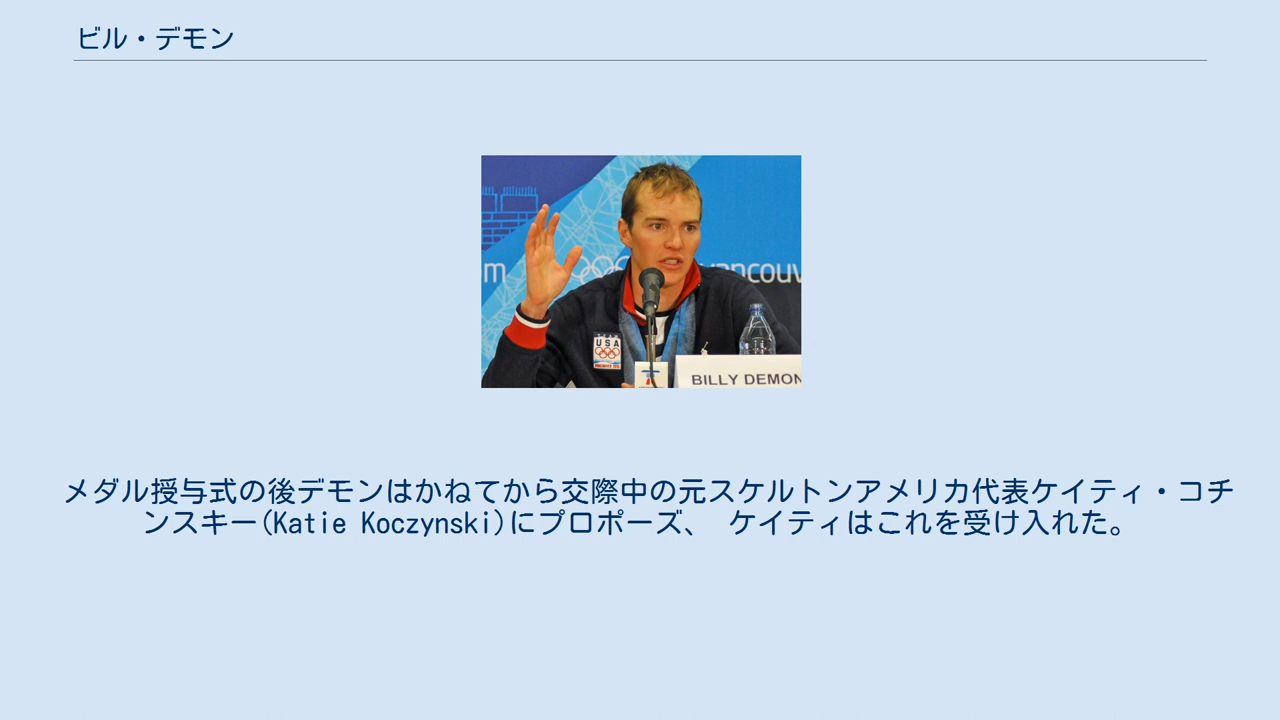 ビル・デモン
m
vancouv
USA
BILLY DEMON
メダル授与式の後デモンはかねてから交際中の元スケルトンアメリカ代表ケイティ・コチ
ンスキー(Katie Koczynski)にプロポーズ、 ケイティはこれを受け入れた。